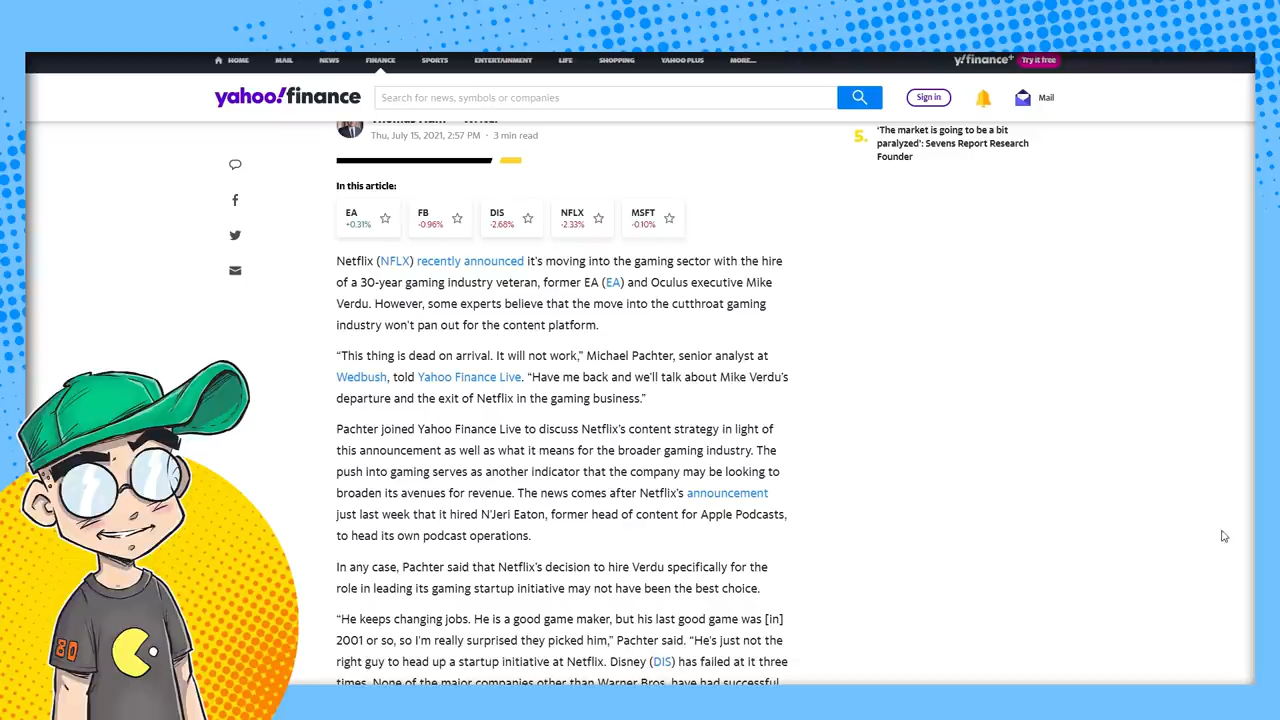 HOME MAIL NEWS FINANCE SPORTS ENTERTAINMENT LIFE SHOPPING YAHOO PLUS MORE... y!finance+ Try it free
yahoo!finance Search for news, symbols or companies Sign in Mail
Thu, July 15, 2021, 2:57 PM · 3 min read
5. 'The market is going to be a bit
paralyzed': Sevens Report Research
Founder
In this article:
EA FB DIS NFLX MSFT
+0.31% -0.96% -2.68% -2.33% -0.10%
Netflix (NFLX) recently announced it's moving into the gaming sector with the hire
of a 30-year gaming industry veteran, former EA (EA) and Oculus executive Mike
Verdu. However, some experts believe that the move into the cutthroat gaming
industry won't pan out for the content platform.
“This thing is dead on arrival. It will not work,” Michael Pachter, senior analyst at
Wedbush, told Yahoo Finance Live. “Have me back and we'll talk about Mike Verdu's
departure and the exit of Netflix in the gaming business.”
Pachter joined Yahoo Finance Live to discuss Netflix's content strategy in light of
this announcement as well as what it means for the broader gaming industry. The
push into gaming serves as another indicator that the company may be looking to
broaden its avenues for revenue. The news comes after Netflix's announcement
just last week that it hired N'Jeri Eaton, former head of content for Apple Podcasts,
to head its own podcast operations.
In any case, Pachter said that Netflix's decision to hire Verdu specifically for the
role in leading its gaming startup initiative may not have been the best choice.
“He keeps changing jobs. He is a good game maker, but his last good game was [in]
2001 or so, so I'm really surprised they picked him,” Pachter said. “He's just not the
right guy to head up a startup initiative at Netflix. Disney (DIS) has failed at it three
times. None of the major companies other than Warner Bros. have had successful
80